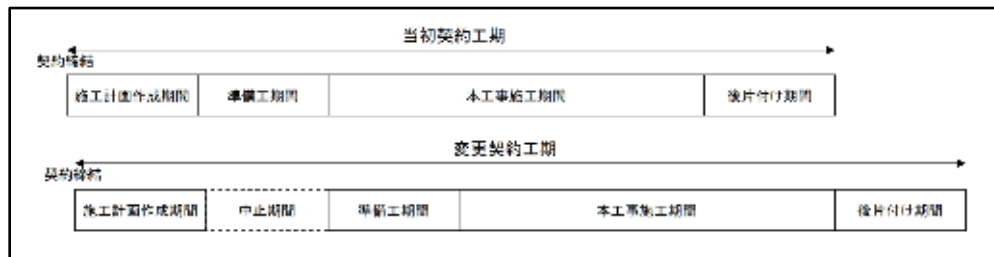 当初契約工期
契約締結
施工計画作成期間 準備工期間 本工事施工期間 後片付け期間
変更契約工期
契約締結
施工計画作成期間 中止期間 準備工期間 本工事施工期間 後片付け期間